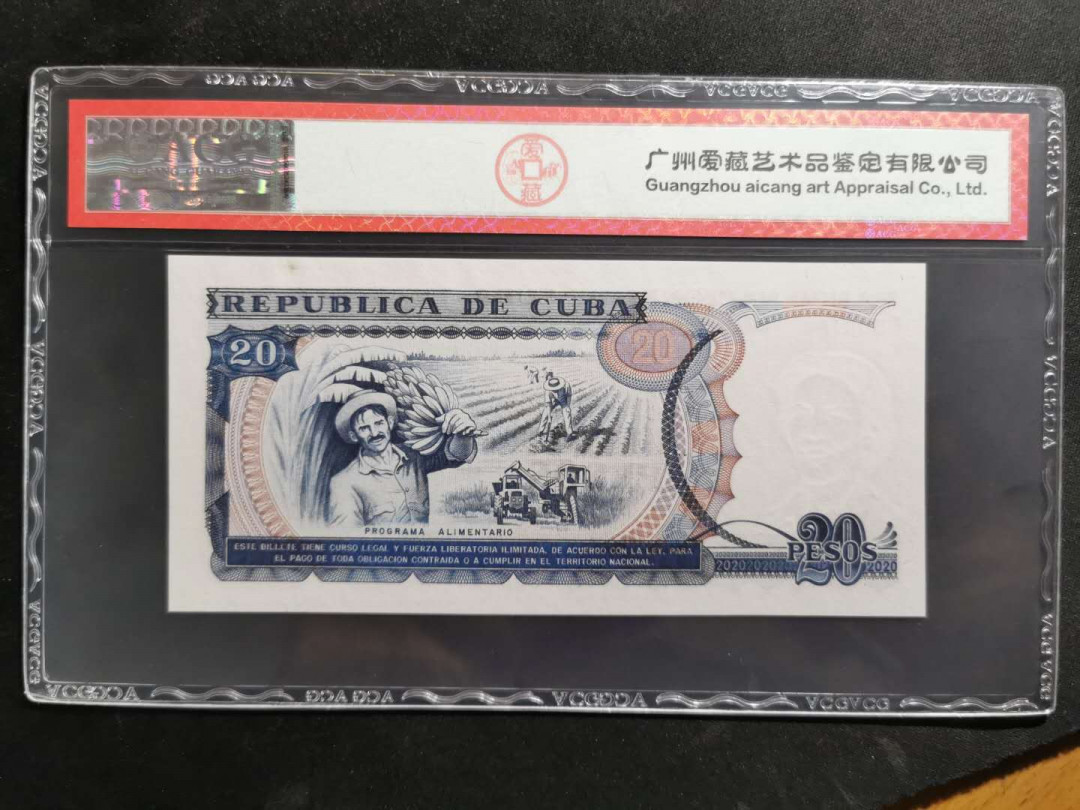 广州爱藏艺术品鉴定有限公司
Guangzhou aicang art Appraisal Co., Ltd.
爱
藏
REPUBLICA DE CUBA
20
20
PROGRAMA ALIMENTARIO
ESTE BILLETE TIENE CURSO LEGAL Y FUERZA LIBERATORIA ILIMITADA, DE ACUERDO CON LA LEY, PARA
EL PAGO DE TODA OBLIGACION CONTRAIDA O A CUMPLIR EN EL TERRITORIO NACIONAL.
20
PESOS